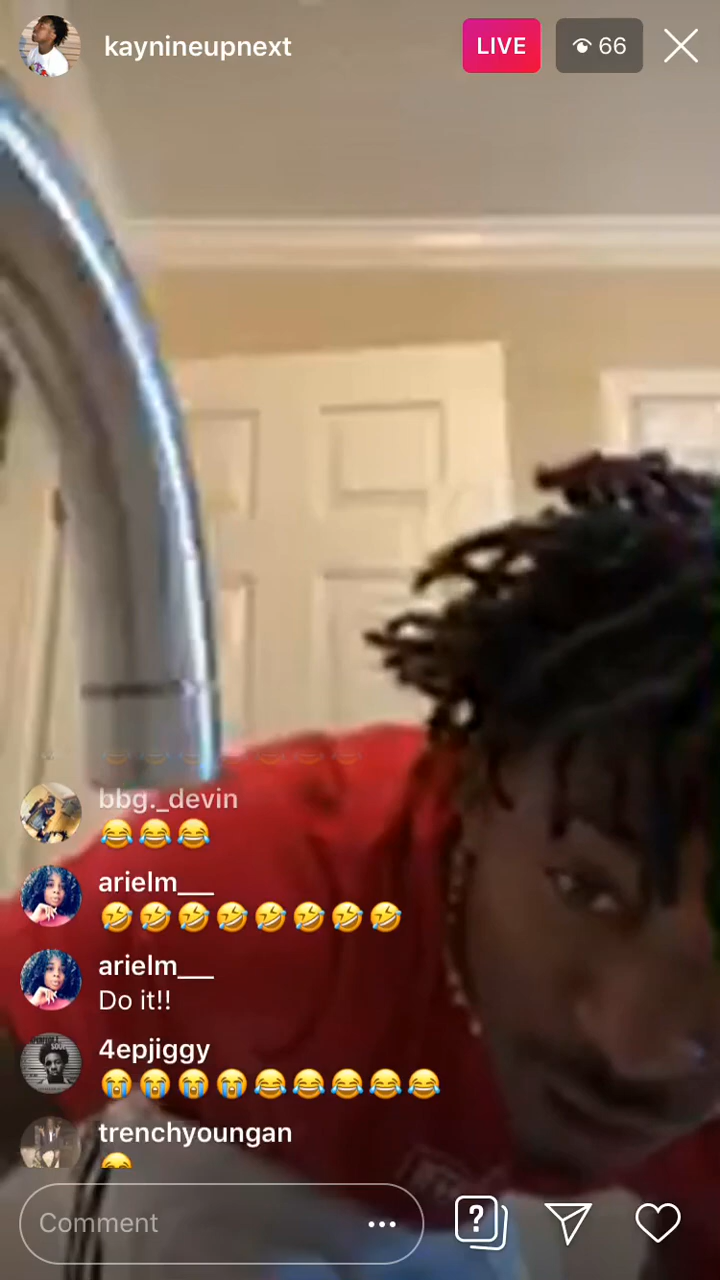 kaynineupnext
LIVE
66
bbg._devin
😂😂😂
arielm___
🤣🤣🤣🤣🤣🤣🤣🤣
arielm___
Do it!!
4epjiggy
😭😭😭😭😂😂😂😂😂
trenchyoungan
😂
Comment